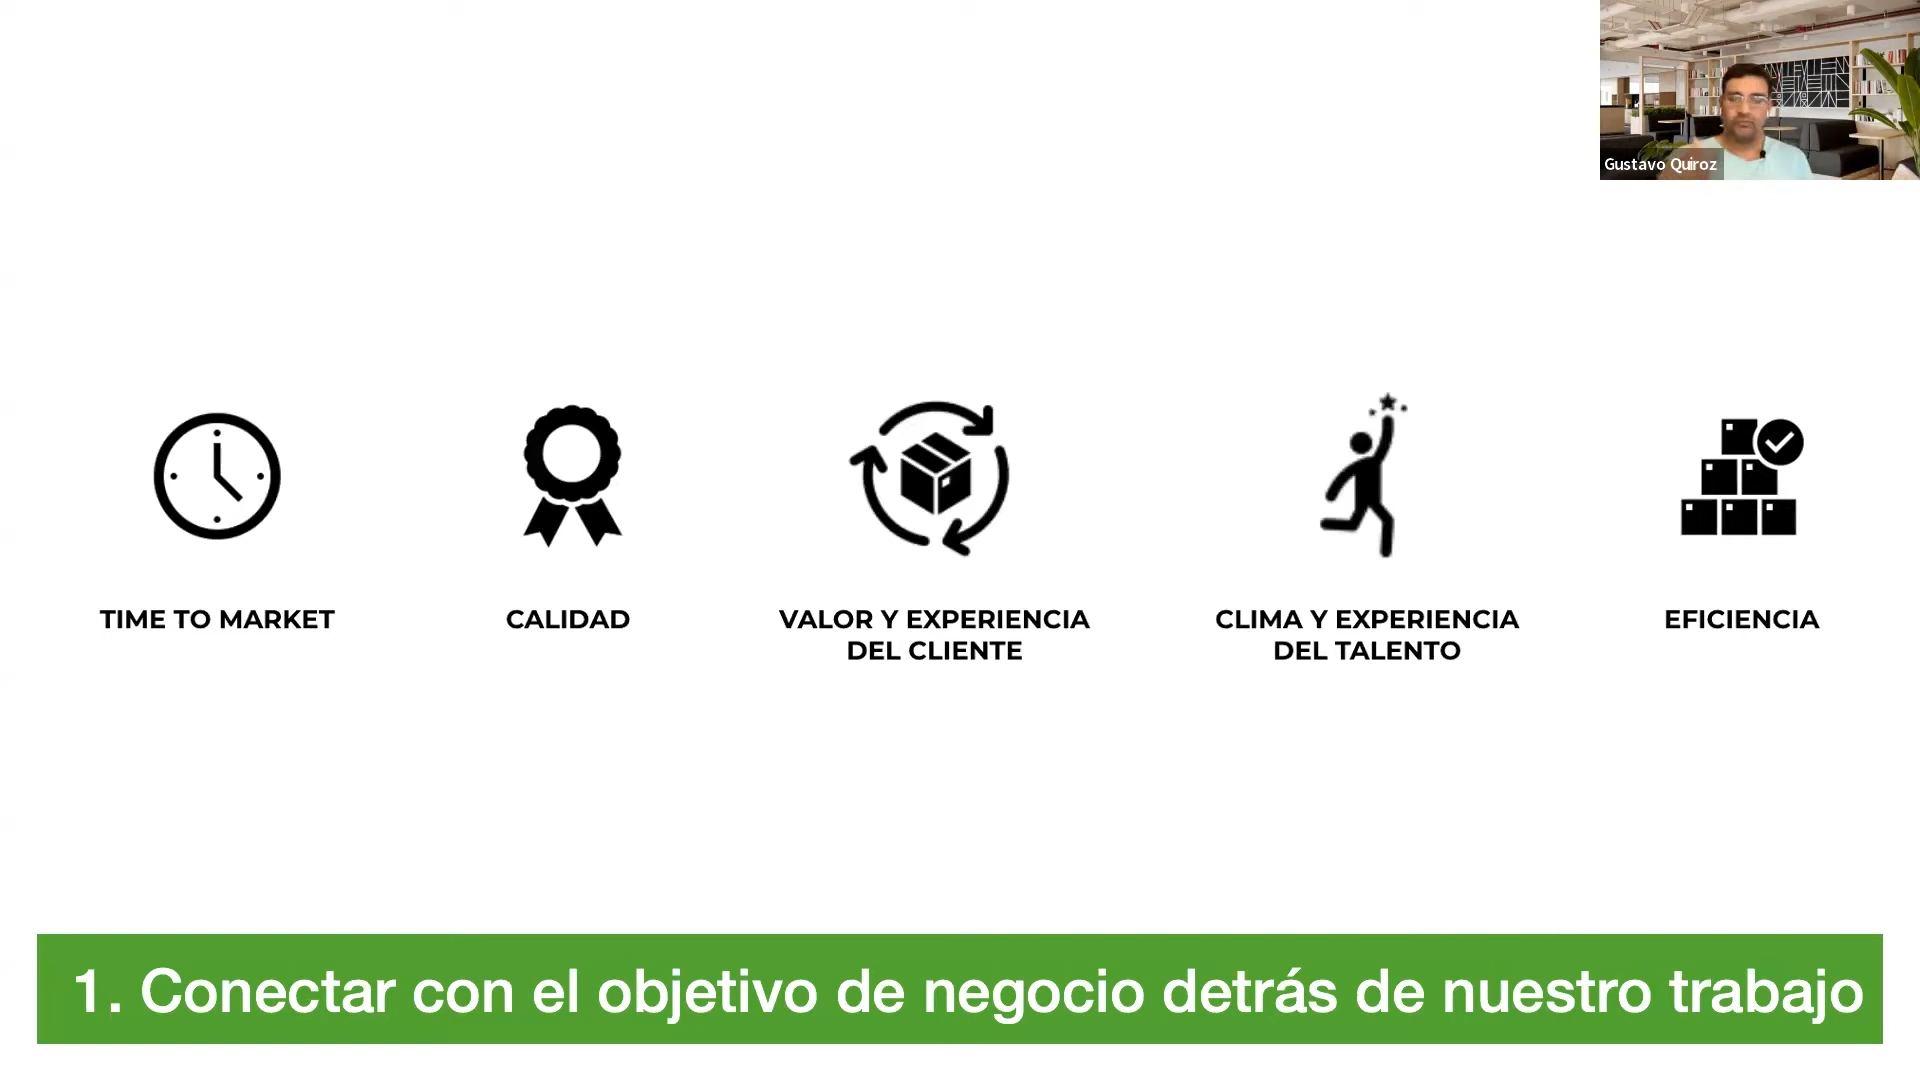 Gustavo Quiroz
TIME TO MARKET
CALIDAD
VALOR Y EXPERIENCIA
DEL CLIENTE
CLIMA Y EXPERIENCIA
DEL TALENTO
EFICIENCIA
1. Conectar con el objetivo de negocio detrás de nuestro trabajo